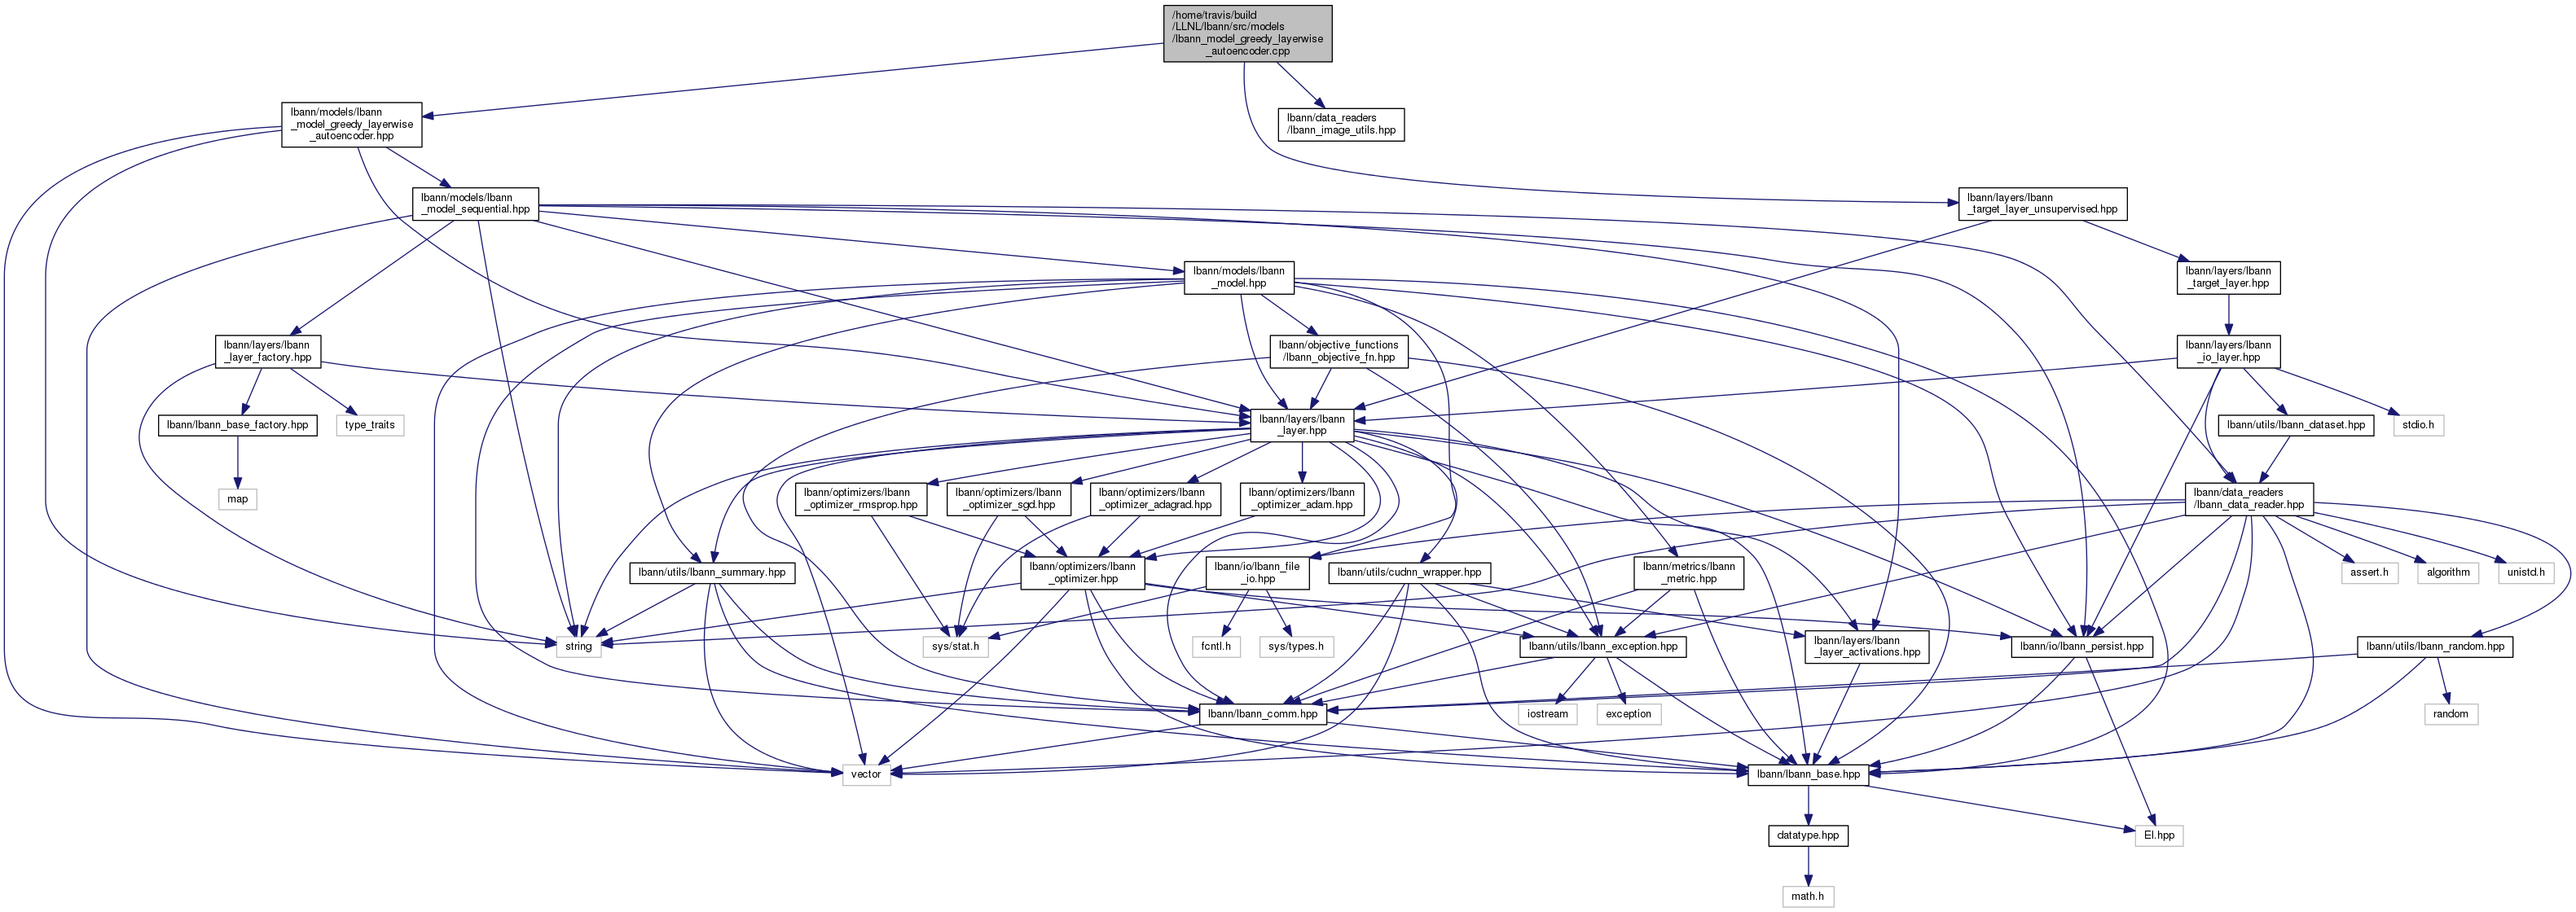 /home/travis/build
/LLNL/lbann/src/models
/lbann_model_greedy_layerwise
_autoencoder.cpp
lbann/models/lbann
_model_greedy_layerwise
_autoencoder.hpp
lbann/data_readers
/lbann_image_utils.hpp
lbann/models/lbann
_model_sequential.hpp
lbann/layers/lbann
_target_layer_unsupervised.hpp
lbann/models/lbann
_model.hpp
lbann/layers/lbann
_target_layer.hpp
lbann/layers/lbann
_layer_factory.hpp
lbann/objective_functions
/lbann_objective_fn.hpp
lbann/layers/lbann
_io_layer.hpp
lbann/lbann_base_factory.hpp
type_traits
lbann/layers/lbann
_layer.hpp
lbann/utils/lbann_dataset.hpp
stdio.h
map
lbann/optimizers/lbann
_optimizer_rmsprop.hpp
lbann/optimizers/lbann
_optimizer_sgd.hpp
lbann/optimizers/lbann
_optimizer_adagrad.hpp
lbann/optimizers/lbann
_optimizer_adam.hpp
lbann/data_readers
/lbann_data_reader.hpp
lbann/utils/lbann_summary.hpp
lbann/optimizers/lbann
_optimizer.hpp
lbann/io/lbann_file
_io.hpp
lbann/utils/cudnn_wrapper.hpp
lbann/metrics/lbann
_metric.hpp
assert.h
algorithm
unistd.h
string
sys/stat.h
fcntl.h
sys/types.h
lbann/utils/lbann_exception.hpp
lbann/layers/lbann
_layer_activations.hpp
lbann/io/lbann_persist.hpp
lbann/utils/lbann_random.hpp
lbann/lbann_comm.hpp
iostream
exception
random
vector
lbann/lbann_base.hpp
datatype.hpp
El.hpp
math.h